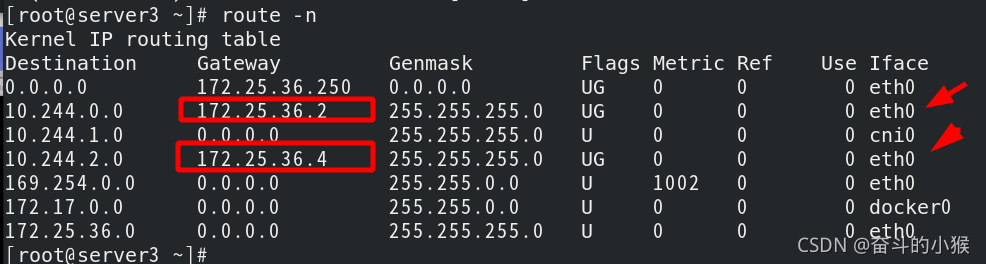 [root@server3 ~]# route -n
Kernel IP routing table
Destination     Gateway         Genmask         Flags Metric Ref    Use Iface
0.0.0.0         172.25.36.250   0.0.0.0         UG    0      0        0 eth0
10.244.0.0      172.25.36.2     255.255.255.0   UG    0      0        0 eth0
10.244.1.0      0.0.0.0         255.255.255.0   U     0      0        0 cni0
10.244.2.0      172.25.36.4     255.255.255.0   UG    0      0        0 eth0
169.254.0.0     0.0.0.0         255.255.0.0     U     1002   0        0 eth0
172.17.0.0      0.0.0.0         255.255.0.0     U     0      0        0 docker0
172.25.36.0     0.0.0.0         255.255.255.0   U     0      0        0 eth0
[root@server3 ~]#
CSDN @奋斗的小猴